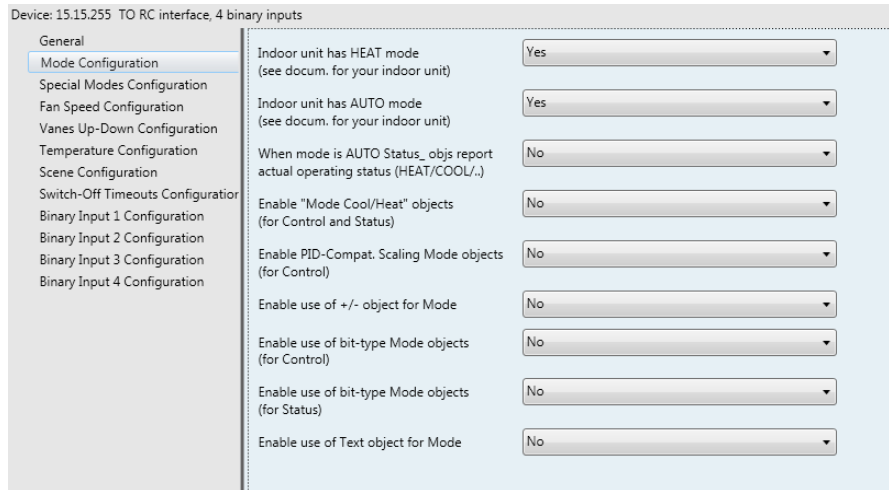 Device: 15.15.255  TO RC interface, 4 binary inputs
General
Mode Configuration
Special Modes Configuration
Fan Speed Configuration
Vanes Up-Down Configuration
Temperature Configuration
Scene Configuration
Switch-Off Timeouts Configuration
Binary Input 1 Configuration
Binary Input 2 Configuration
Binary Input 3 Configuration
Binary Input 4 Configuration
Indoor unit has HEAT mode
(see docum. for your indoor unit)
Yes
Indoor unit has AUTO mode
(see docum. for your indoor unit)
Yes
When mode is AUTO Status_ objs report
actual operating status (HEAT/COOL/..)
No
Enable "Mode Cool/Heat" objects
(for Control and Status)
No
Enable PID-Compat. Scaling Mode objects
(for Control)
No
Enable use of +/- object for Mode
No
Enable use of bit-type Mode objects
(for Control)
No
Enable use of bit-type Mode objects
(for Status)
No
Enable use of Text object for Mode
No